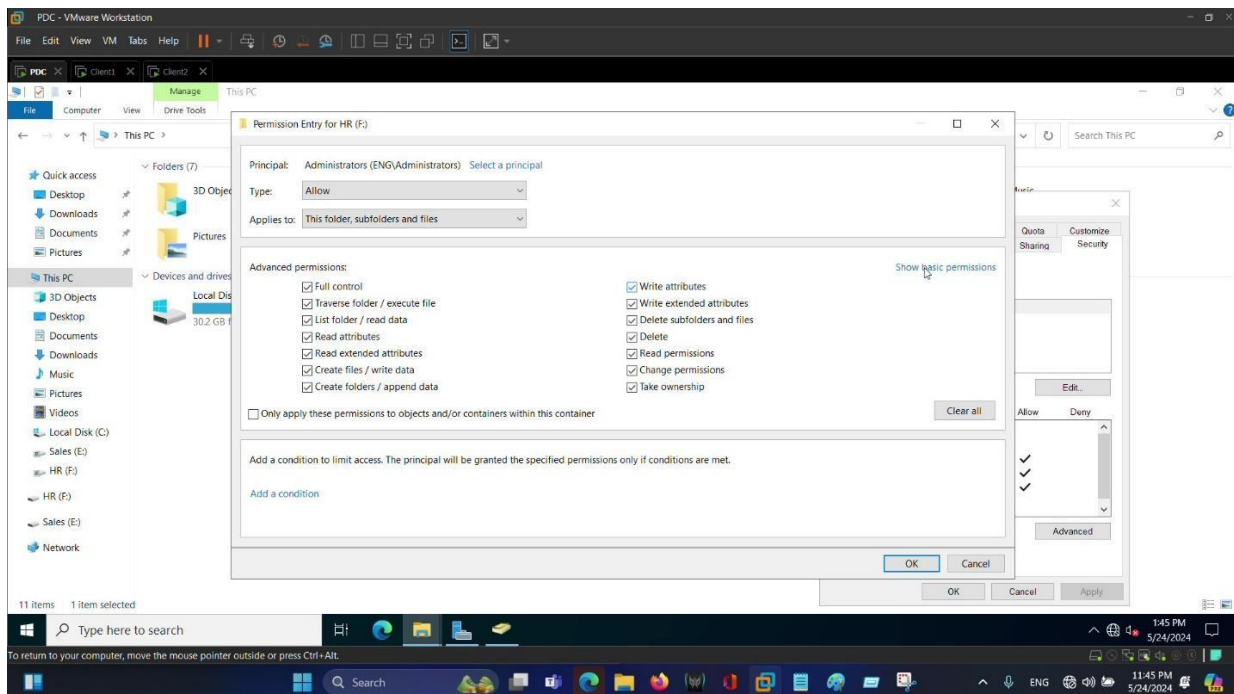 PDC - VMware Workstation
File Edit View VM Tabs Help
PDC Client1 Client2
Manage This PC
File Computer View Drive Tools
This PC
Search This PC
Permission Entry for HR (F:)
Principal: Administrators (ENG\Administrators) Select a principal
Type: Allow
Applies to: This folder, subfolders and files
Advanced permissions:
Show basic permissions
Full control
Traverse folder / execute file
List folder / read data
Read attributes
Read extended attributes
Create files / write data
Create folders / append data
Write attributes
Write extended attributes
Delete subfolders and files
Delete
Read permissions
Change permissions
Take ownership
Only apply these permissions to objects and/or containers within this container
Clear all
Add a condition to limit access. The principal will be granted the specified permissions only if conditions are met.
Add a condition
OK Cancel
Quick access
Desktop
Downloads
Documents
Pictures
This PC
3D Objects
Desktop
Documents
Downloads
Music
Pictures
Videos
Local Disk (C:)
Sales (E:)
HR (F:)
HR (F:)
Sales (E:)
Network
Folders (7)
3D Objec
Pictures
Devices and drives
Local Dis
30.2 GB f
Quota Customize
Sharing Security
Edit...
Allow Deny
Advanced
OK Cancel Apply
11 items 1 item selected
Type here to search
1:45 PM
5/24/2024
To return to your computer, move the mouse pointer outside or press Ctrl+Alt.
Search
ENG
11:45 PM
5/24/2024